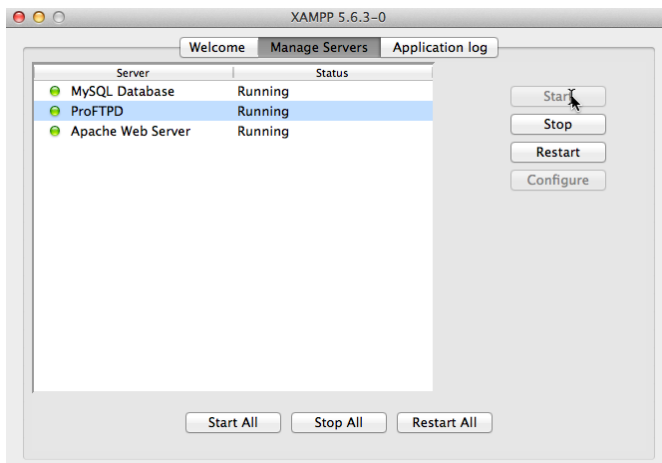 XAMPP 5.6.3-0
Welcome Manage Servers Application log
Server Status
MySQL Database Running
ProFTPD Running
Apache Web Server Running
Start
Stop
Restart
Configure
Start All Stop All Restart All